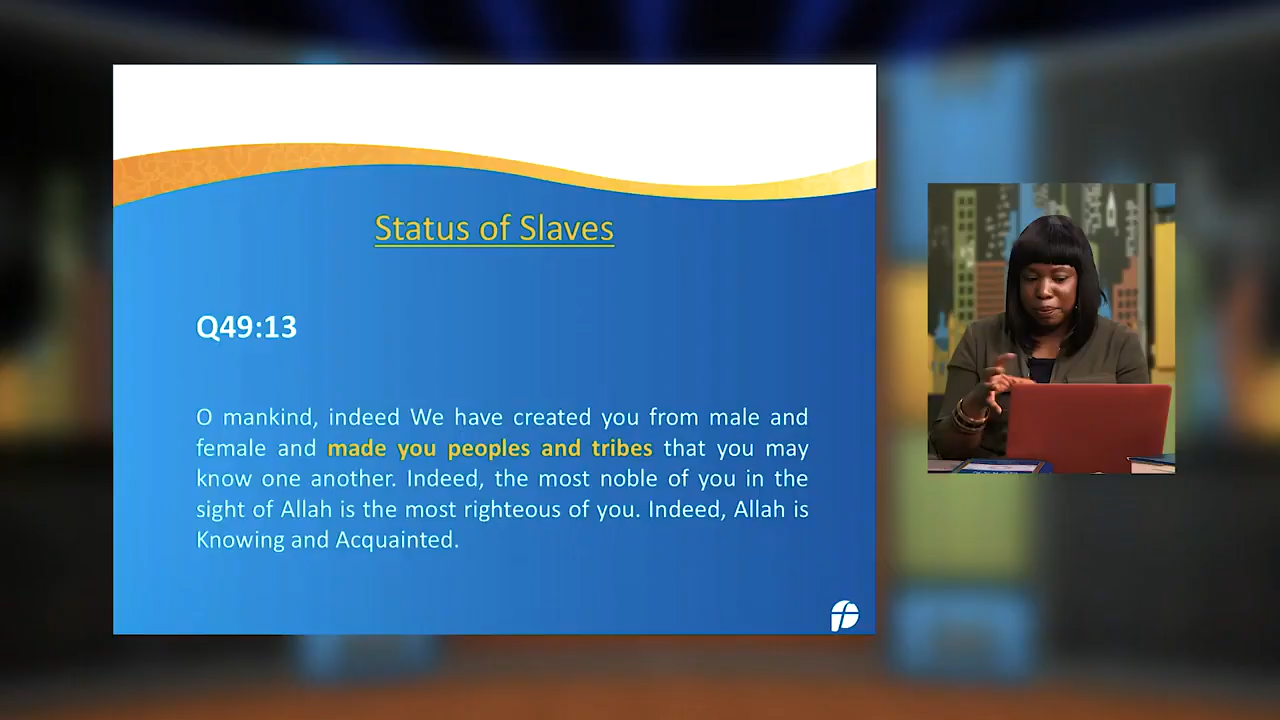 Status of Slaves
Q49:13
O mankind, indeed We have created you from male and
female and made you peoples and tribes that you may
know one another. Indeed, the most noble of you in the
sight of Allah is the most righteous of you. Indeed, Allah is
Knowing and Acquainted.